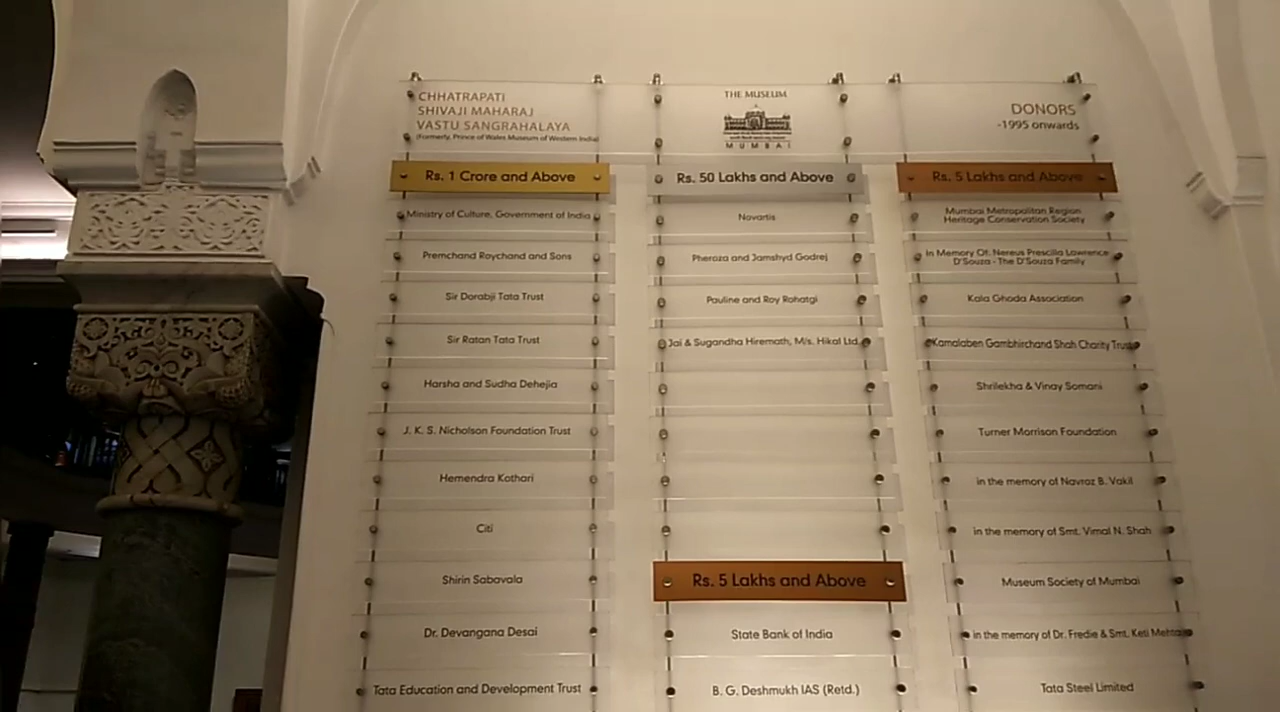 CHHATRAPATI
SHIVAJI MAHARAJ
VASTU SANGRAHALAYA
(Formerly, Prince of Wales Museum of Western India)
Rs. 1 Crore and Above
Ministry of Culture, Government of India
Premchand Roychand and Sons
Sir Dorabji Tata Trust
Sir Ratan Tata Trust
Harsha and Sudha Dehejia
J. K. S. Nicholson Foundation Trust
Hemendra Kothari
Citi
Shirin Sabavala
Dr. Devangana Desai
Tata Education and Development Trust
THE MUSEUM
MUMBAI
Rs. 50 Lakhs and Above
Novartis
Pheroza and Jamshyd Godrej
Pauline and Roy Rohatgi
Jai & Sugandha Hiremath, M/s. Hikal Ltd.
Rs. 5 Lakhs and Above
State Bank of India
B. G. Deshmukh IAS (Retd.)
DONORS
-1995 onwards
Rs. 5 Lakhs and Above
Mumbai Metropolitan Region
Heritage Conservation Society
In Memory Of. Nereus Prescilla Lawrence
D'Souza - The D'Souza Family
Kala Ghoda Association
Kamalaben Gambhirchand Shah Charity Trust
Shrilekha & Vinay Somani
Turner Morrison Foundation
in the memory of Navraz B. Vakil
in the memory of Smt. Vimal N. Shah
Museum Society of Mumbai
in the memory of Dr. Fredie & Smt. Keti Mehta
Tata Steel Limited